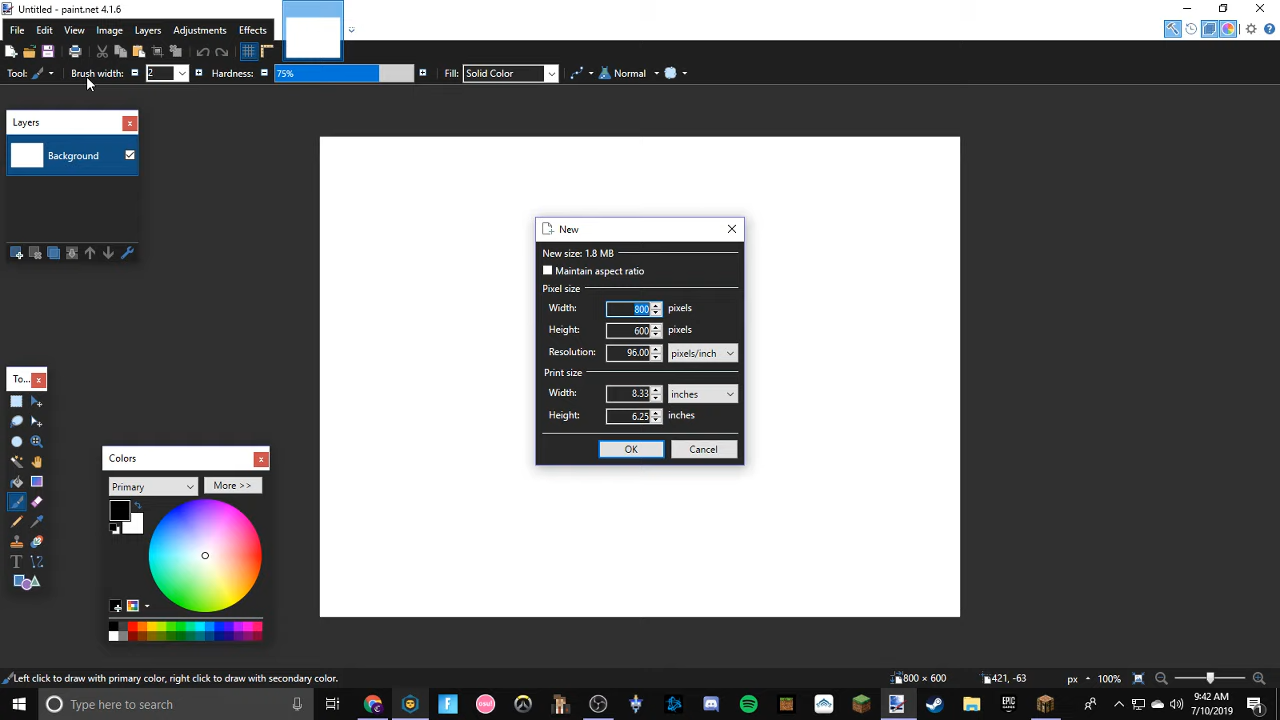 Untitled - paint.net 4.1.6
File Edit View Image Layers Adjustments Effects
Tool: Brush width: 2 Hardness: 75% Fill: Solid Color Normal
Layers
Background
New
New size: 1.8 MB
Maintain aspect ratio
Pixel size
Width: 800 pixels
Height: 600 pixels
Resolution: 96.00 pixels/inch
Print size
Width: 8.33 inches
Height: 6.25 inches
OK Cancel
To...
Colors
Primary More >>
Left click to draw with primary color, right click to draw with secondary color.
800 × 600 421, -63 px 100%
Type here to search
osu!
EPIC GAMES
9:42 AM
7/10/2019
1